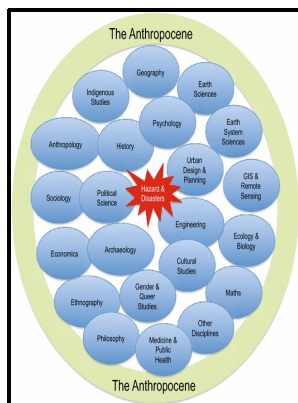 The Anthropocene
Geography
Indigenous
Studies
Earth
Sciences
Psychology
Earth
System
Sciences
Anthropology
History
Urban
Design &
Planning
GIS &
Remote
Sensing
Sociology
Political
Science
Hazard &
Disasters
Engineering
Ecology &
Biology
Economics
Archaeology
Cultural
Studies
Maths
Ethnography
Gender &
Queer
Studies
Other
Disciplines
Philosophy
Medicine &
Public
Health
The Anthropocene